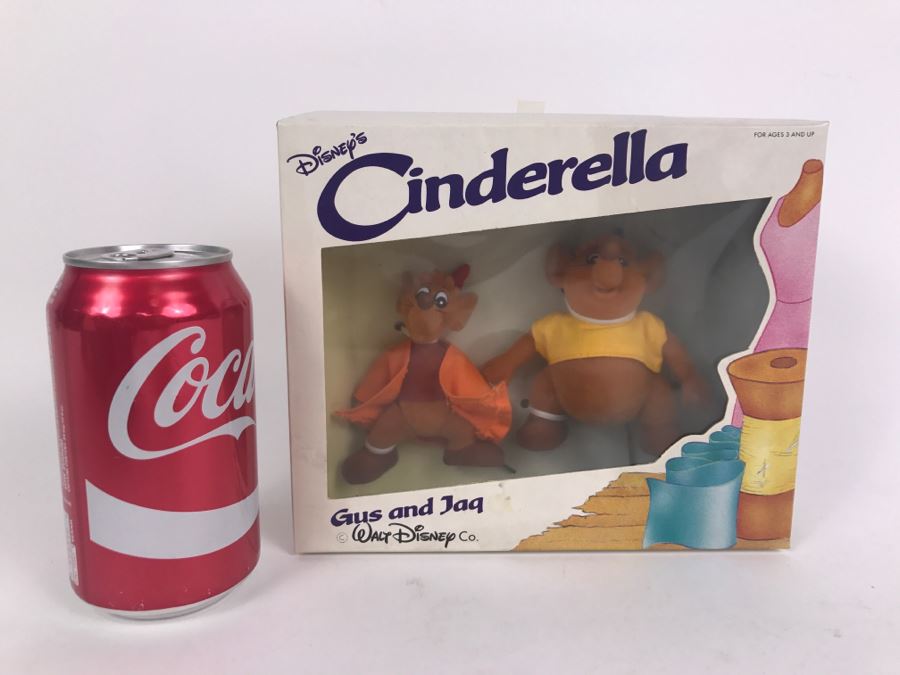 Coca
DISNEY'S
Cinderella
FOR AGES 3 AND UP
Gus and Jaq
© WALT DISNEY Co.